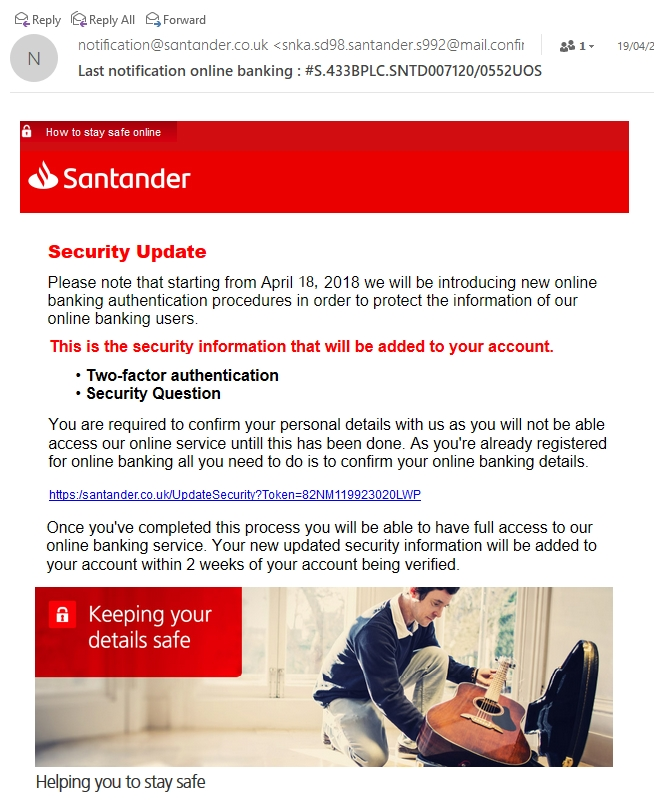 Reply Reply All Forward
N
notification@santander.co.uk <snka.sd98.santander.s992@mail.confir
1
19/04/2
Last notification online banking : #S.433BPLC.SNTD007120/0552UOS
How to stay safe online
Santander
Security Update
Please note that starting from April 18, 2018 we will be introducing new online
banking authentication procedures in order to protect the information of our
online banking users.
This is the security information that will be added to your account.
• Two-factor authentication
• Security Question
You are required to confirm your personal details with us as you will not be able
access our online service untill this has been done. As you're already registered
for online banking all you need to do is to confirm your online banking details.
https:/santander.co.uk/UpdateSecurity?Token=82NM119923020LWP
Once you've completed this process you will be able to have full access to our
online banking service. Your new updated security information will be added to
your account within 2 weeks of your account being verified.
Keeping your
details safe
Helping you to stay safe